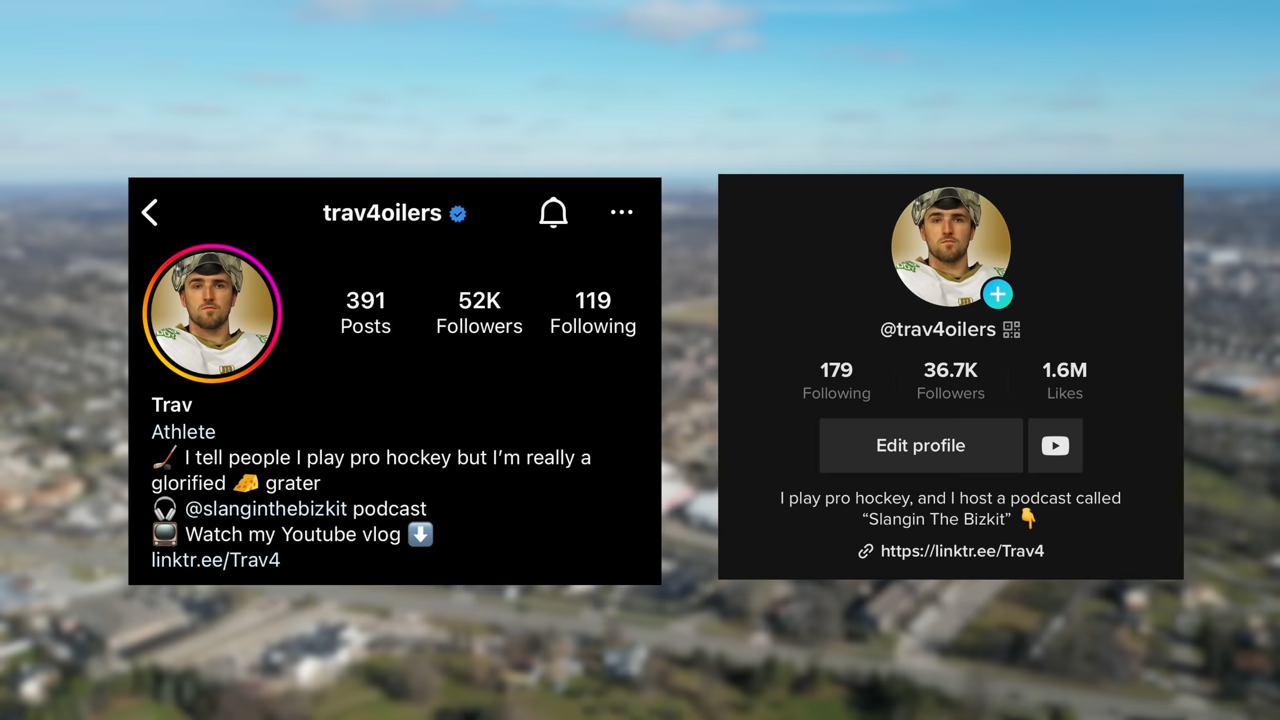 trav4oilers
391 52K 119
Posts Followers Following
Trav
Athlete
🏒 I tell people I play pro hockey but I’m really a
glorified 🧀 grater
🎧 @slanginthebizkit podcast
📺 Watch my Youtube vlog ⬇️
linktr.ee/Trav4
@trav4oilers
179 36.7K 1.6M
Following Followers Likes
Edit profile
I play pro hockey, and I host a podcast called
“Slangin The Bizkit” 👇
https://linktr.ee/Trav4